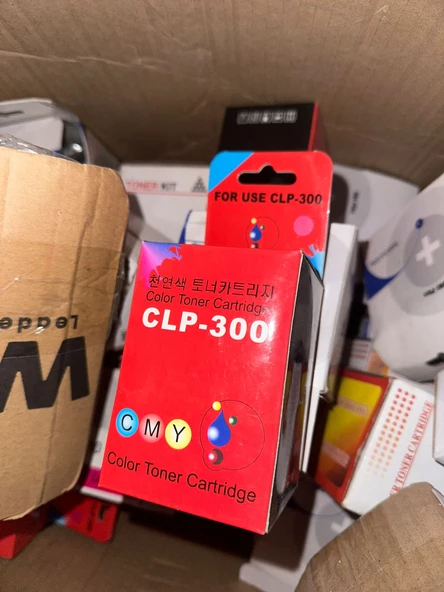 TONER KIT
FOR USE CLP-300
천연색 토너카트리지
Color Toner Cartridge
CLP-300
C M Y
Color Toner Cartridge
W
Leade
TONER CARTRIDGE